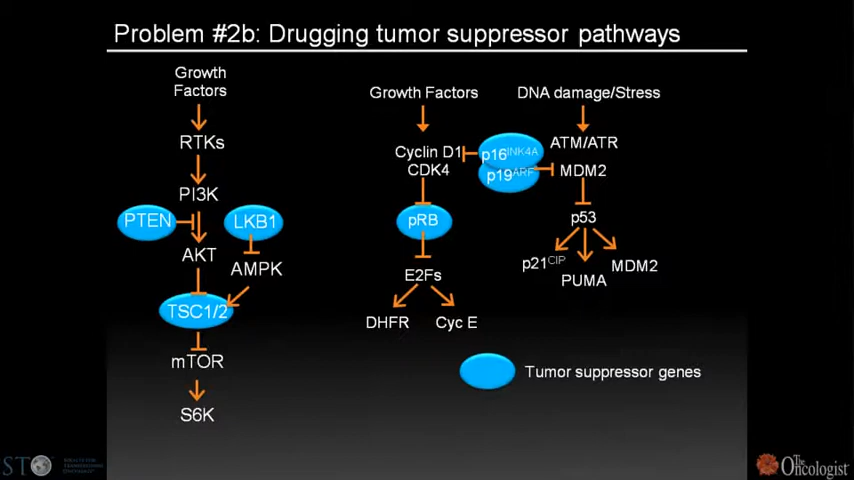 Problem #2b: Drugging tumor suppressor pathways
Growth
Factors
RTKs
PI3K
PTEN
LKB1
AKT
AMPK
TSC1/2
mTOR
S6K
Growth Factors
Cyclin D1
CDK4
p16INK4A
p19ARF
pRB
E2Fs
DHFR
Cyc E
DNA damage/Stress
ATM/ATR
MDM2
p53
p21CIP
PUMA
MDM2
Tumor suppressor genes
STO
The
Oncologist